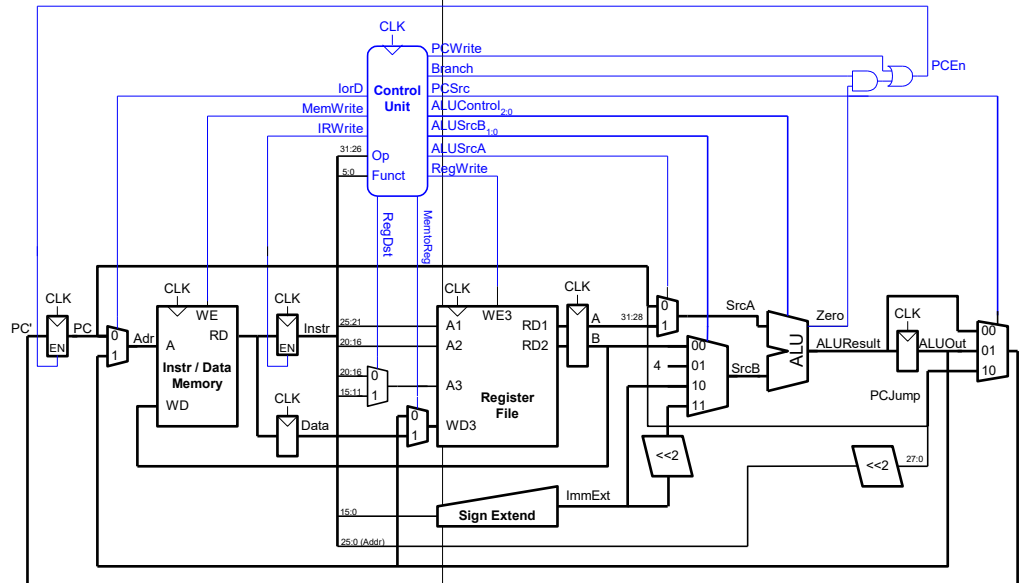 CLK
PCWrite
Branch
PCEn
PCSrc
IorD
Control
Unit
MemWrite
ALUControl2:0
IRWrite
ALUSrcB1:0
31:26
Op
ALUSrcA
5:0
Funct
RegWrite
RegDst
MemtoReg
CLK
CLK
CLK
CLK
CLK
PC'
PC
EN
0
1
Adr
WE
RD
A
Instr / Data
Memory
WD
EN
Instr
CLK
Data
25:21
20:16
20:16
15:11
0
1
0
1
A1
A2
A3
WD3
WE3
RD1
RD2
Register
File
A
B
31:28
0
1
SrcA
4
00
01
10
11
SrcB
ALU
Zero
ALUResult
CLK
ALUOut
00
01
10
PCJump
<<2
<<2
27:0
ImmExt
15:0
Sign Extend
25:0 (Addr)